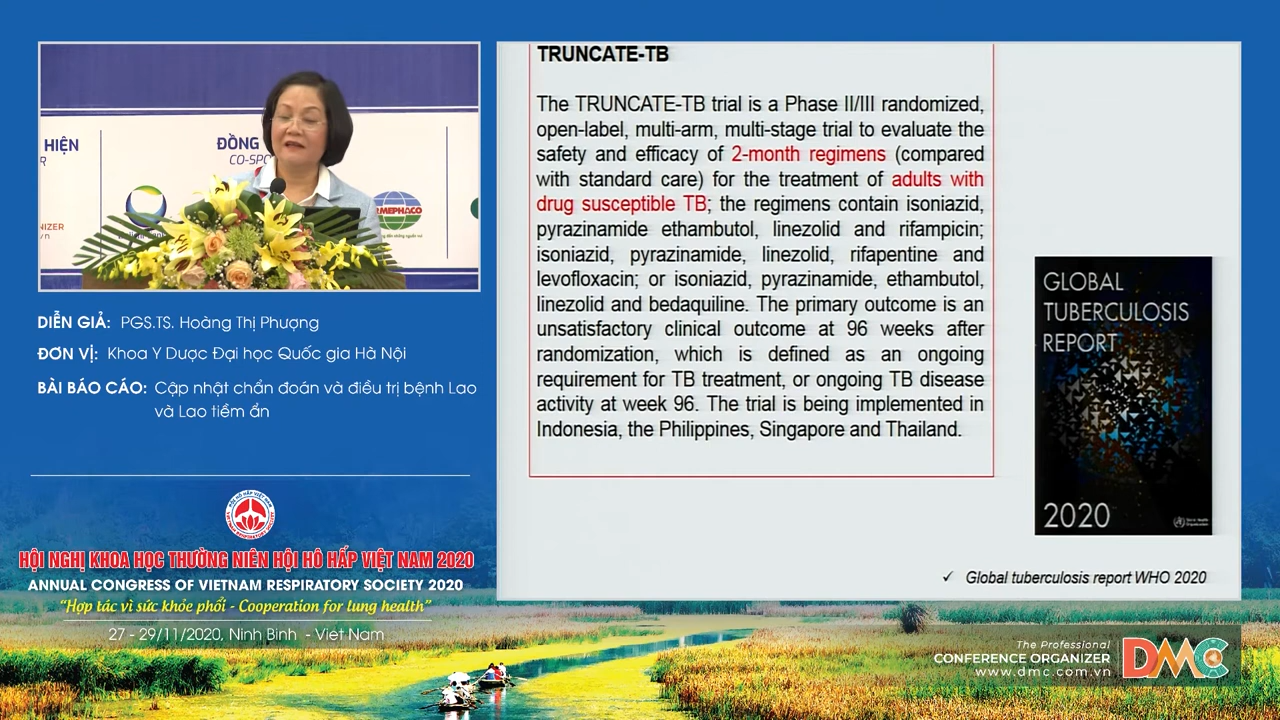 HIỆN
ĐỒNG
CO-SPO
MEPHACO
DIỄN GIẢ: PGS.TS. Hoàng Thị Phượng
ĐƠN VỊ: Khoa Y Dược Đại học Quốc gia Hà Nội
BÀI BÁO CÁO: Cập nhật chẩn đoán và điều trị bệnh Lao
và Lao tiềm ẩn
HỘI NGHỊ KHOA HỌC THƯỜNG NIÊN HỘI HÔ HẤP VIỆT NAM 2020
ANNUAL CONGRESS OF VIETNAM RESPIRATORY SOCIETY 2020
“Hợp tác vì sức khỏe phổi - Cooperation for lung health”
27 - 29/11/2020, Ninh Bình - Việt Nam
TRUNCATE-TB
The TRUNCATE-TB trial is a Phase II/III randomized,
open-label, multi-arm, multi-stage trial to evaluate the
safety and efficacy of 2-month regimens (compared
with standard care) for the treatment of adults with
drug susceptible TB; the regimens contain isoniazid,
pyrazinamide ethambutol, linezolid and rifampicin;
isoniazid, pyrazinamide, linezolid, rifapentine and
levofloxacin; or isoniazid, pyrazinamide, ethambutol,
linezolid and bedaquiline. The primary outcome is an
unsatisfactory clinical outcome at 96 weeks after
randomization, which is defined as an ongoing
requirement for TB treatment, or ongoing TB disease
activity at week 96. The trial is being implemented in
Indonesia, the Philippines, Singapore and Thailand.
GLOBAL
TUBERCULOSIS
REPORT
2020
✓ Global tuberculosis report WHO 2020
The Professional
CONFERENCE ORGANIZER
www.dmc.com.vn
DMC